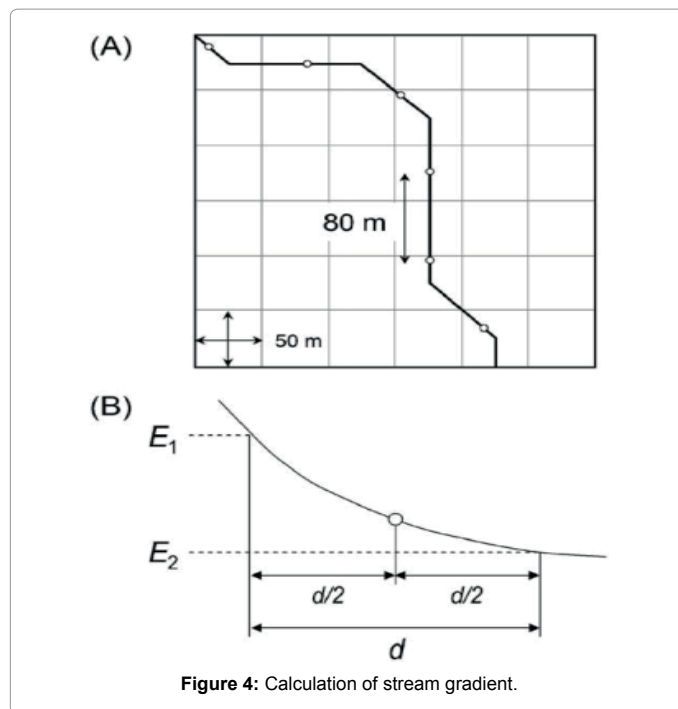 (A)
80 m
50 m
(B)
E₁
E₂
d/2 d/2
d
Figure 4: Calculation of stream gradient.